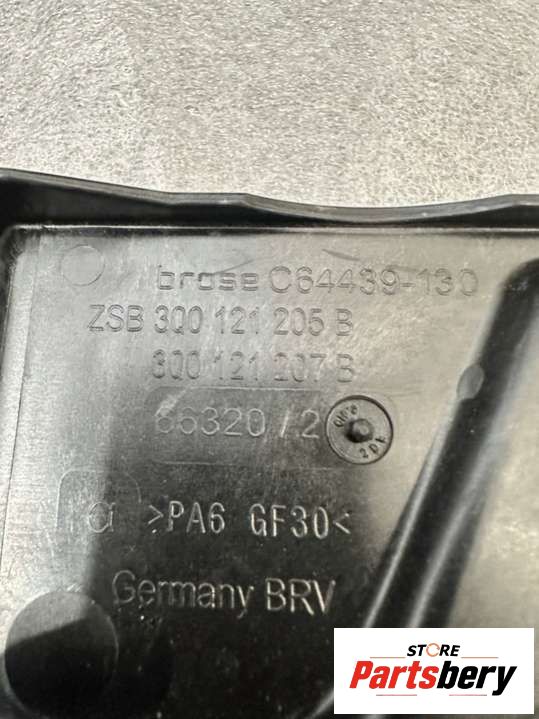 brose C64439-130
ZSB 3Q0 121 205 B
3Q0 121 207 B
66320 / 2
>PA6 GF30<
Germany BRV
STORE
Partsbery